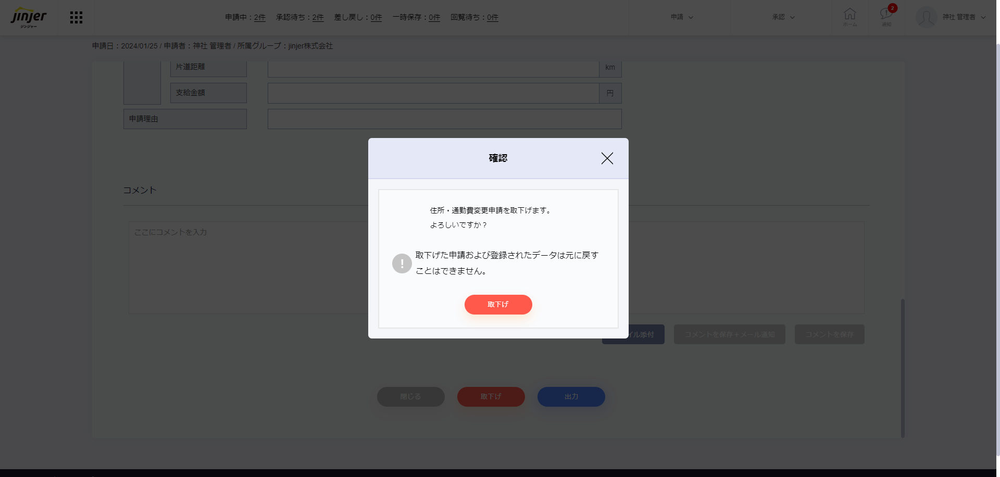 jinjer
ジンジャー
申請中：2件 承認待ち：2件 差し戻し：0件 一時保存：0件 回覧待ち：0件
申請
承認
ホーム
2
通知
神社 管理者
申請日：2024/01/25 / 申請者：神社 管理者 / 所属グループ：jinjer株式会社
片道距離
km
支給金額
円
申請理由
確認
コメント
住所・通勤費変更申請を取下げます。
よろしいですか？
ここにコメントを入力
取下げた申請および登録されたデータは元に戻す
ことはできません。
取下げ
イル添付
コメントを保存＋メール通知
コメントを保存
閉じる
取下げ
出力